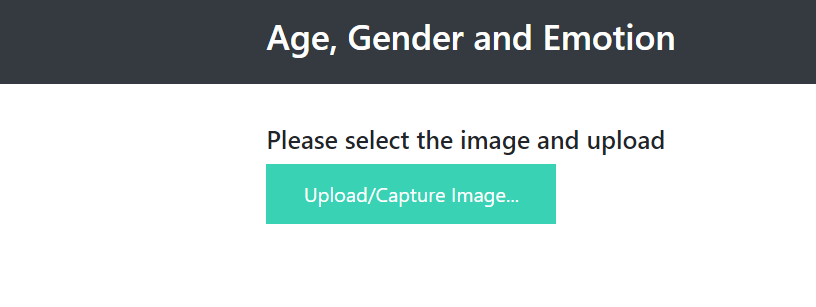 Age, Gender and Emotion
Please select the image and upload
Upload/Capture Image...